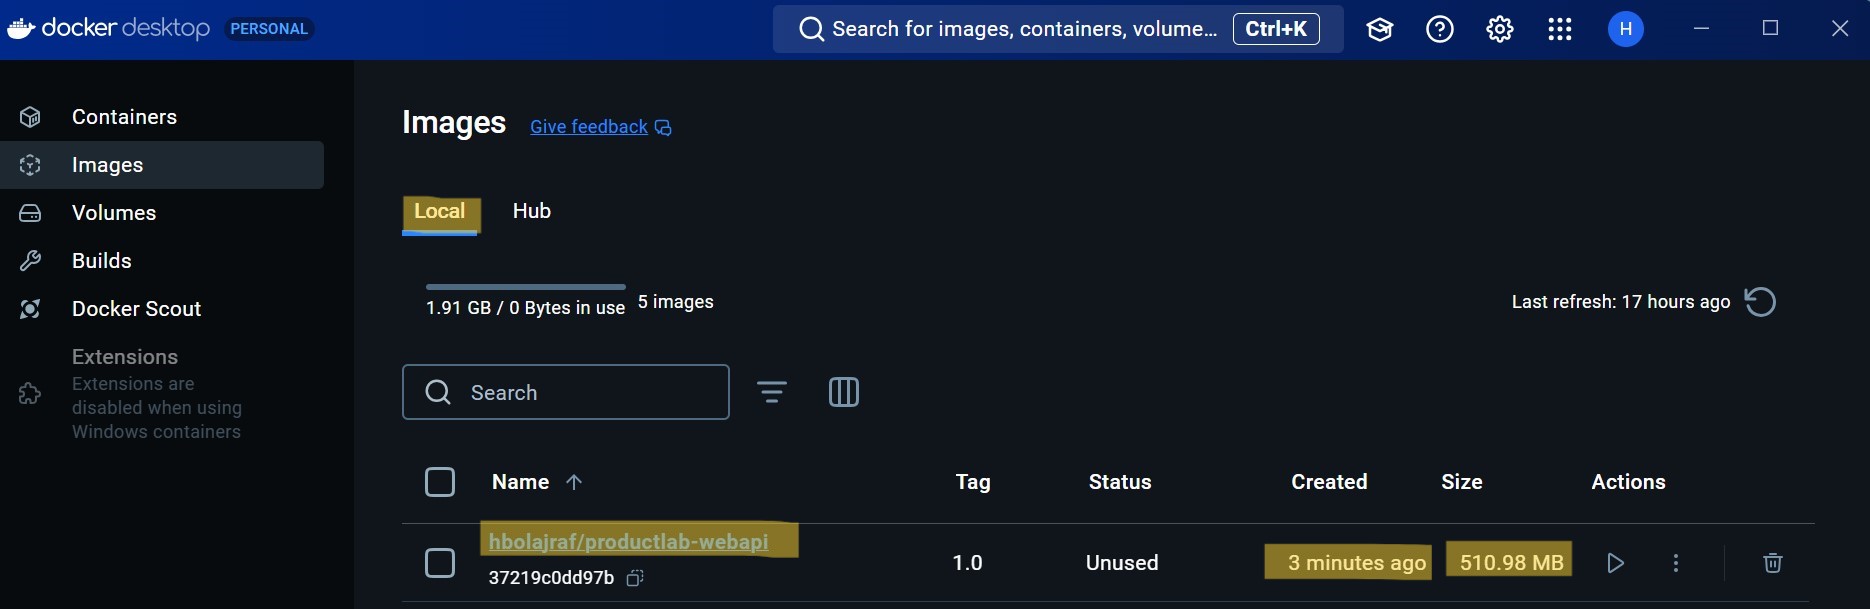 docker desktop PERSONAL
Search for images, containers, volume... Ctrl+K
H
Containers
Images
Volumes
Builds
Docker Scout
Extensions
Extensions are
disabled when using
Windows containers
Images Give feedback
Local Hub
1.91 GB / 0 Bytes in use 5 images
Last refresh: 17 hours ago
Search
Name Tag Status Created Size Actions
hbolajraf/productlab-webapi
37219c0dd97b
1.0 Unused 3 minutes ago 510.98 MB